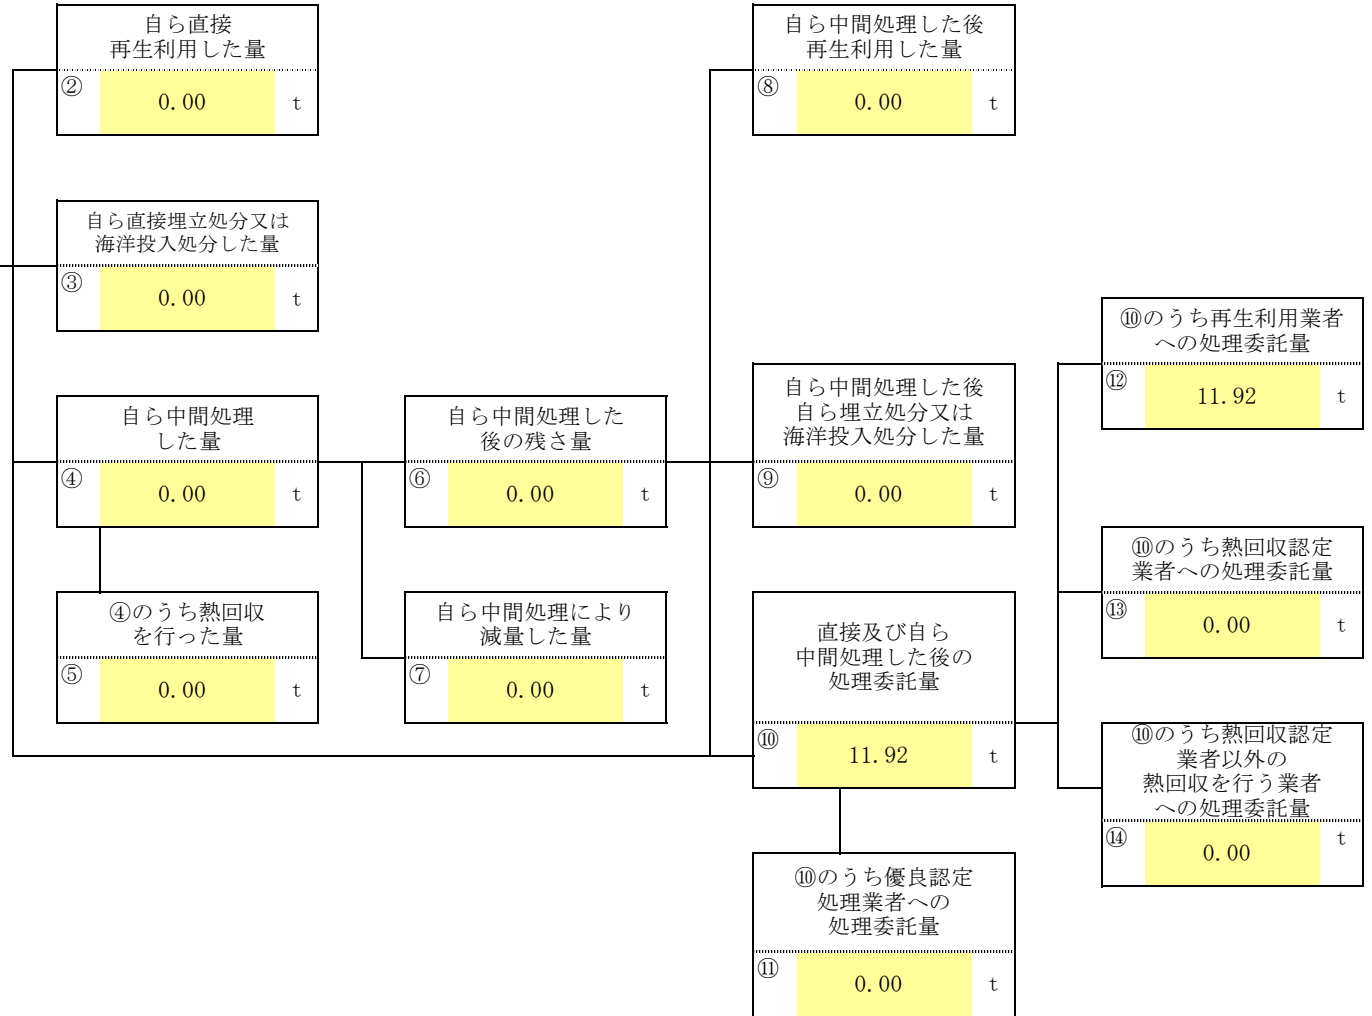 自ら直接
再生利用した量
② 0.00 t
自ら中間処理した後
再生利用した量
⑧ 0.00 t
自ら直接埋立処分又は
海洋投入処分した量
③ 0.00 t
⑩のうち再生利用業者
への処理委託量
⑫ 11.92 t
自ら中間処理
した量
④ 0.00 t
自ら中間処理した
後の残さ量
⑥ 0.00 t
自ら中間処理した後
自ら埋立処分又は
海洋投入処分した量
⑨ 0.00 t
⑩のうち熱回収認定
業者への処理委託量
⑬ 0.00 t
④のうち熱回収
を行った量
⑤ 0.00 t
自ら中間処理により
減量した量
⑦ 0.00 t
直接及び自ら
中間処理した後の
処理委託量
⑩ 11.92 t
⑩のうち熱回収認定
業者以外の
熱回収を行う業者
への処理委託量
⑭ 0.00 t
⑩のうち優良認定
処理業者への
処理委託量
⑪ 0.00 t